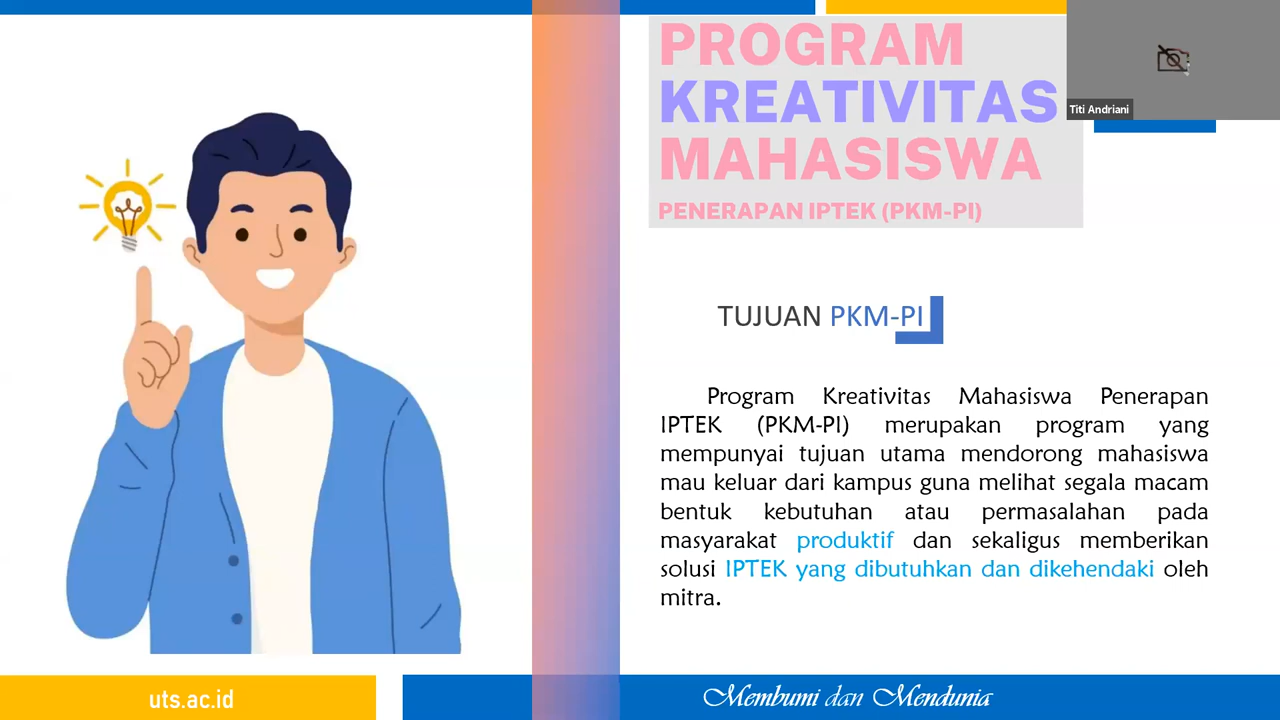 PROGRAM
KREATIVITAS
MAHASISWA
PENERAPAN IPTEK (PKM-PI)
Titi Andriani
TUJUAN PKM-PI
Program Kreativitas Mahasiswa Penerapan
IPTEK (PKM-PI) merupakan program yang
mempunyai tujuan utama mendorong mahasiswa
mau keluar dari kampus guna melihat segala macam
bentuk kebutuhan atau permasalahan pada
masyarakat produktif dan sekaligus memberikan
solusi IPTEK yang dibutuhkan dan dikehendaki oleh
mitra.
uts.ac.id
Membumi dan Mendunia